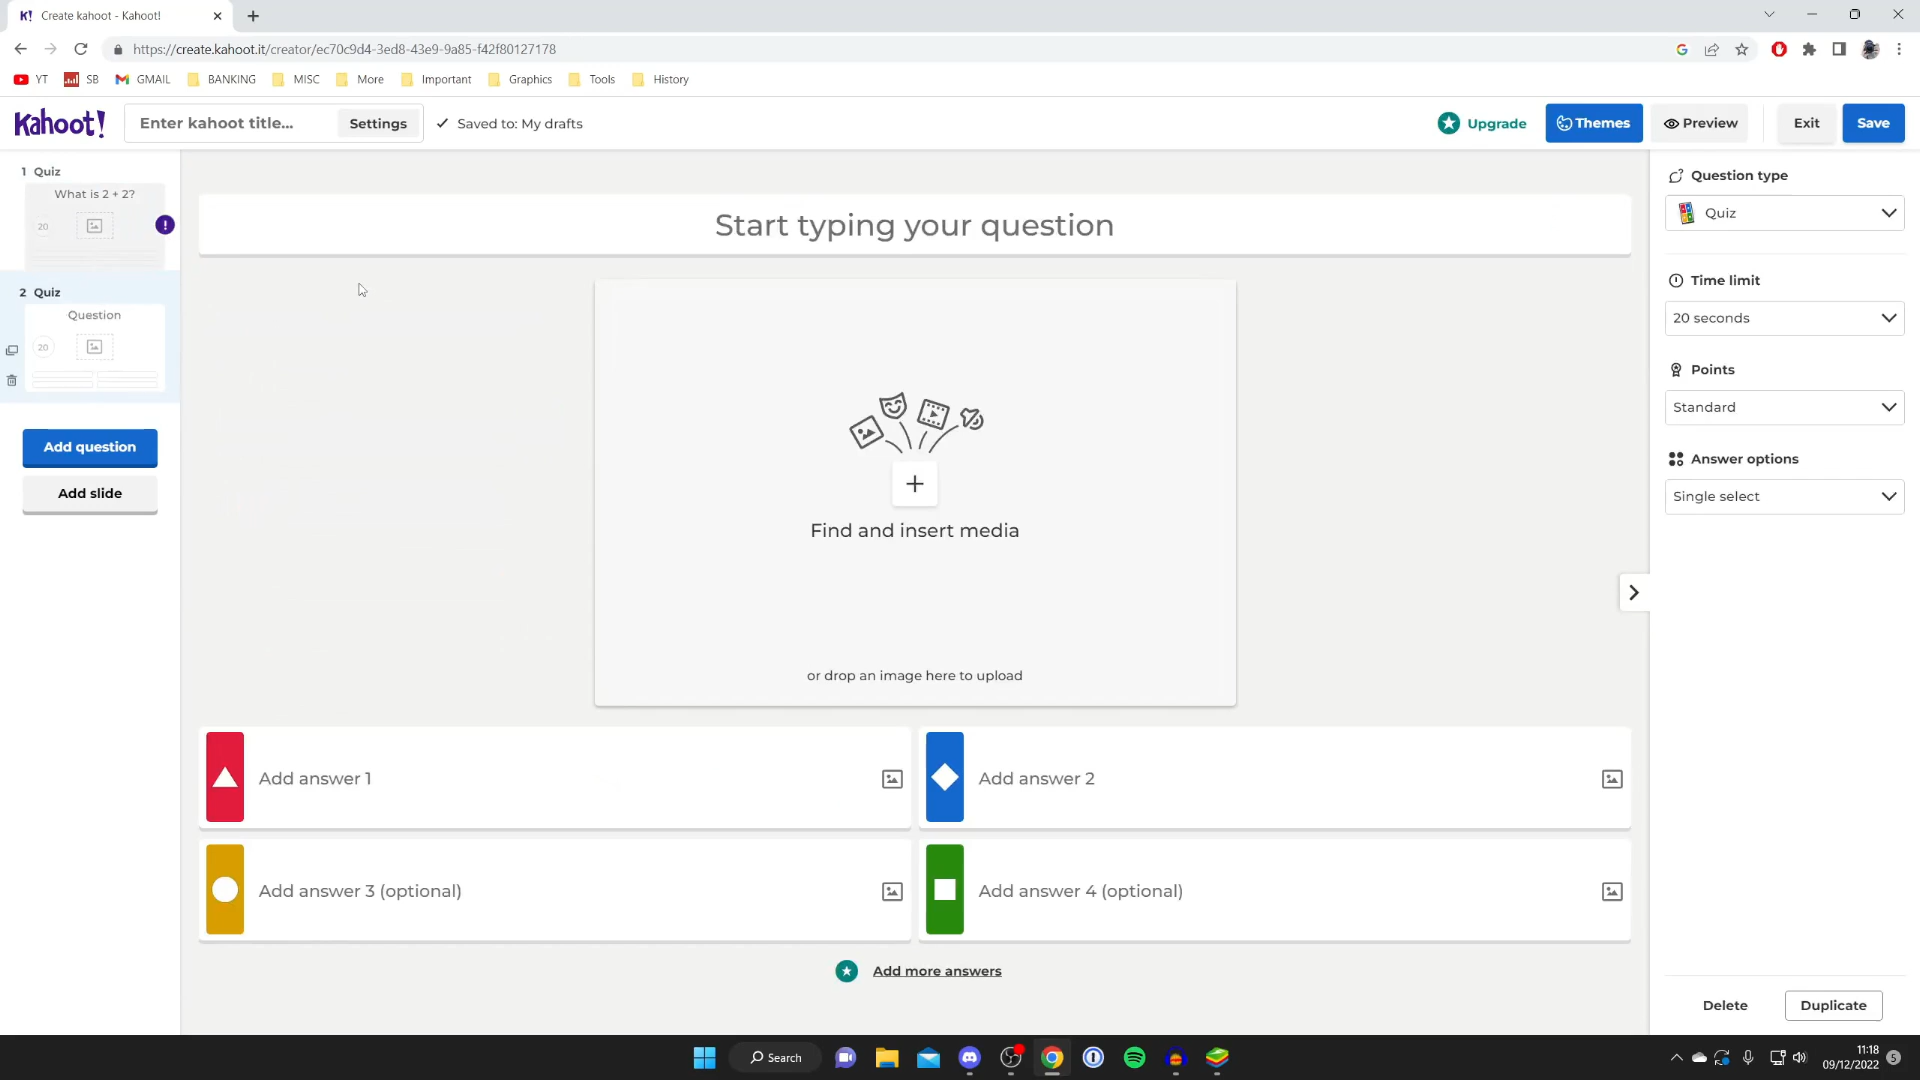 K! Create kahoot - Kahoot!
https://create.kahoot.it/creator/ec70c9d4-3ed8-43e9-9a85-f42f80127178
YT
SB
GMAIL
BANKING
MISC
More
Important
Graphics
Tools
History
Kahoot!
Enter kahoot title...
Settings
Saved to: My drafts
Upgrade
Themes
Preview
Exit
Save
1 Quiz
What is 2 + 2?
20
!
2 Quiz
Question
20
Add question
Add slide
Start typing your question
Find and insert media
or drop an image here to upload
Add answer 1
Add answer 2
Add answer 3 (optional)
Add answer 4 (optional)
Add more answers
Question type
Quiz
Time limit
20 seconds
Points
Standard
Answer options
Single select
Delete
Duplicate
Search
11:18
09/12/2022
5